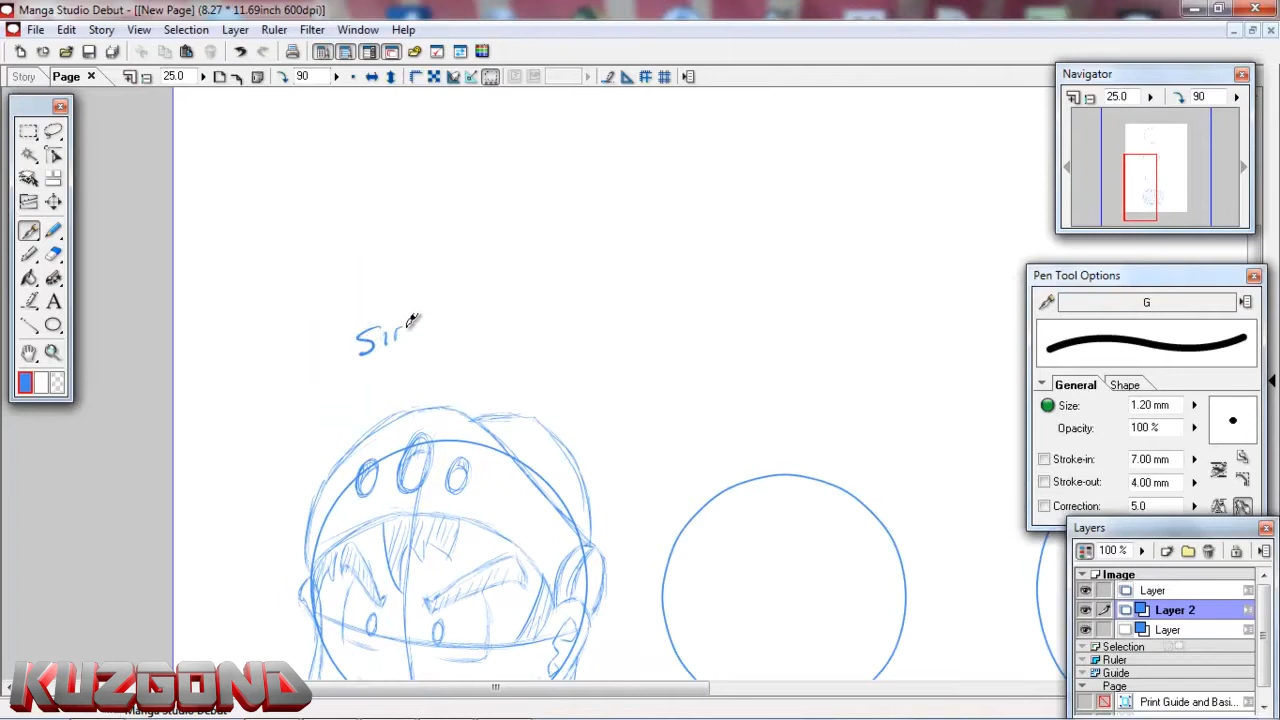 Manga Studio Debut - [[New Page] (8.27 * 11.69inch 600dpi)]
File Edit Story View Selection Layer Ruler Filter Window Help
Story Page 25.0 90
Navigator
25.0 90
Pen Tool Options
G
General Shape
Size: 1.20 mm
Opacity: 100 %
Stroke-in: 7.00 mm
Stroke-out: 4.00 mm
Correction: 5.0
Layers
100 %
Image
Layer
Layer 2
Layer
Selection
Ruler
Guide
Page
Print Guide and Basi...
A
Sir
KUZGOND
Manga Studio Debut